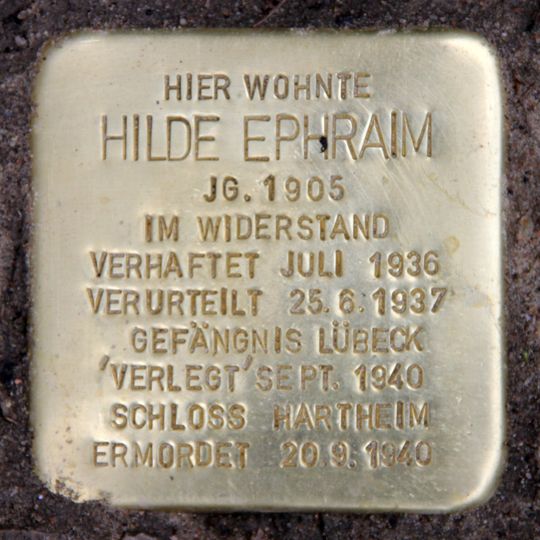 HIER WOHNTE
HILDE EPHRAIM
JG. 1905
IM WIDERSTAND
VERHAFTET JULI 1936
VERURTEILT 25.6.1937
GEFÄNGNIS LÜBECK
'VERLEGT' SEPT. 1940
SCHLOSS HARTHEIM
ERMORDET 20.9.1940